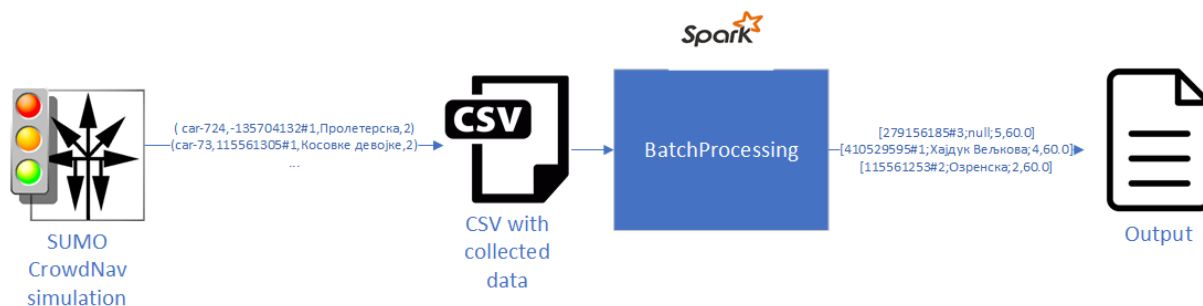 Spark
( car-724,-135704132#1,Пролетерска,2)
(car-73,115561305#1,Косовке девојке,2)
...
CSV
BatchProcessing
[279156185#3;null;5,60.0]
[410529595#1;Хајдук Вељкова;4,60.0]
[115561253#2;Озренска;2,60.0]
SUMO
CrowdNav
simulation
CSV with
collected
data
Output